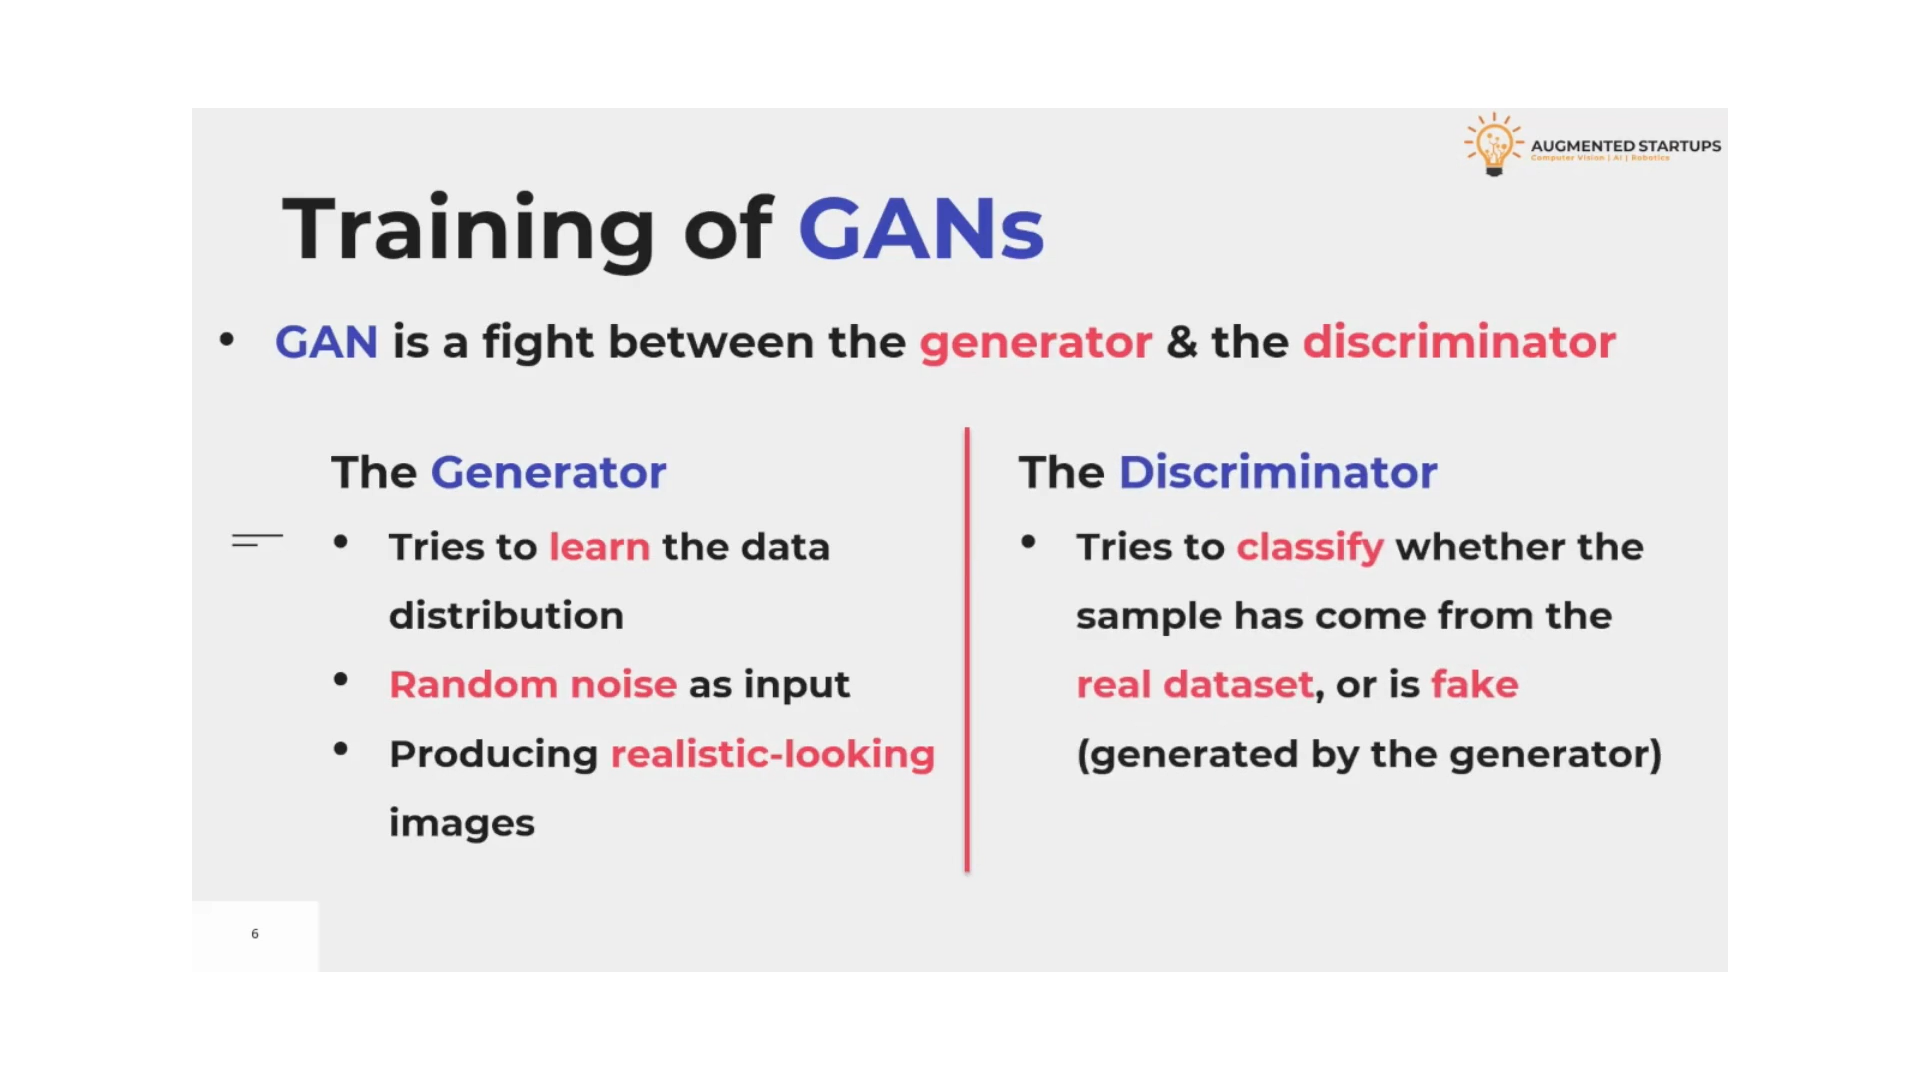 AUGMENTED STARTUPS
Computer Vision | AI | Robotics
Training of GANs
• GAN is a fight between the generator & the discriminator
The Generator
• Tries to learn the data
distribution
• Random noise as input
• Producing realistic-looking
images
The Discriminator
• Tries to classify whether the
sample has come from the
real dataset, or is fake
(generated by the generator)
6